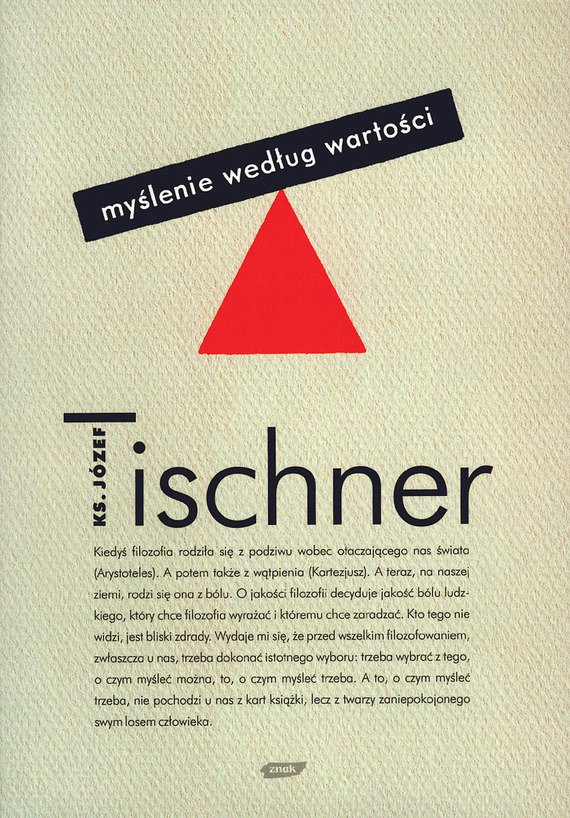 myślenie według wartości
KS. JÓZEF
Tischner
Kiedyś filozofia rodziła się z podziwu wobec otaczającego nas świata
(Arystoteles). A potem także z wątpienia (Kartezjusz). A teraz, na naszej
ziemi, rodzi się ona z bólu. O jakości filozofii decyduje jakość bólu ludz-
kiego, który chce filozofia wyrażać i któremu chce zaradzać. Kto tego nie
widzi, jest bliski zdrady. Wydaje mi się, że przed wszelkim filozofowaniem,
zwłaszcza u nas, trzeba dokonać istotnego wyboru: trzeba wybrać z tego,
o czym myśleć można, to, o czym myśleć trzeba. A to, o czym myśleć
trzeba, nie pochodzi u nas z kart książki, lecz z twarzy zaniepokojonego
swym losem człowieka.
znak